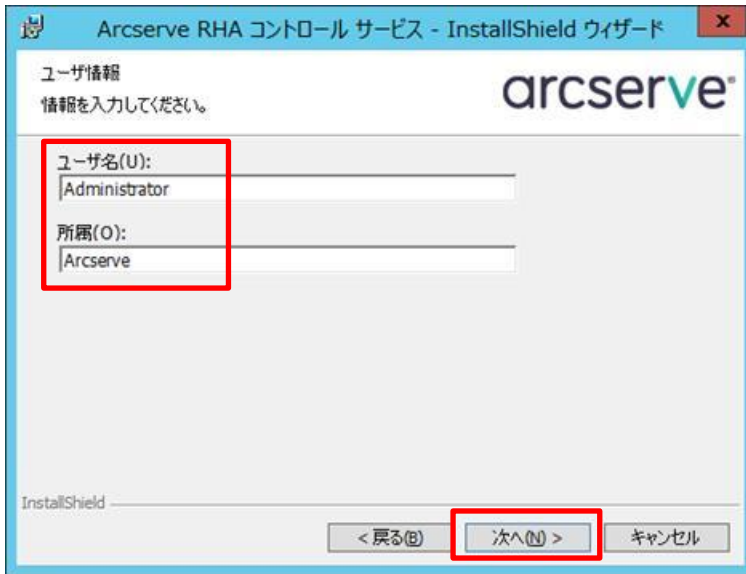 Arcserve RHA コントロール サービス - InstallShield ウィザード
x
ユーザ情報
情報を入力してください。
arcserve
ユーザ名(U):
Administrator
所属(O):
Arcserve
InstallShield
< 戻る(B)
次へ(N) >
キャンセル